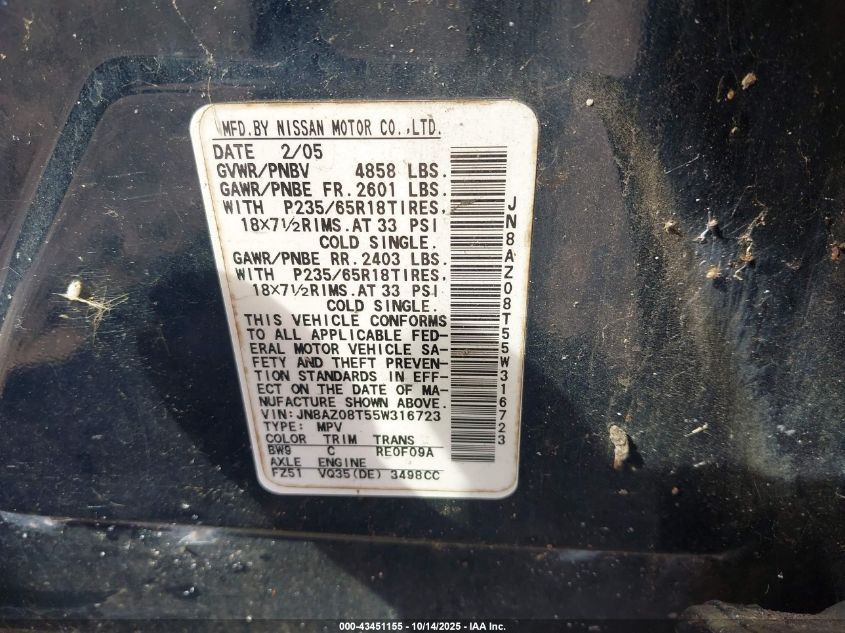 MFD.BY NISSAN MOTOR CO.,LTD.
DATE 2/05
GVWR/PNBV 4858 LBS.
GAWR/PNBE FR. 2601 LBS.
WITH P235/65R18TIRES,
18×7½RIMS.AT 33 PSI
COLD SINGLE.
GAWR/PNBE RR. 2403 LBS.
WITH P235/65R18TIRES,
18×7½RIMS.AT 33 PSI
COLD SINGLE.
THIS VEHICLE CONFORMS
TO ALL APPLICABLE FED-
ERAL MOTOR VEHICLE SA-
FETY AND THEFT PREVEN-
TION STANDARDS IN EFF-
ECT ON THE DATE OF MA-
NUFACTURE SHOWN ABOVE.
VIN:JN8AZ08T55W316723
TYPE: MPV
COLOR TRIM TRANS
BW9 C RE0F09A
AXLE ENGINE
FZ51 VQ35(DE) 3498CC
JN8AZ08T55W316723
000-43451155 - 10/14/2025 - IAA Inc.